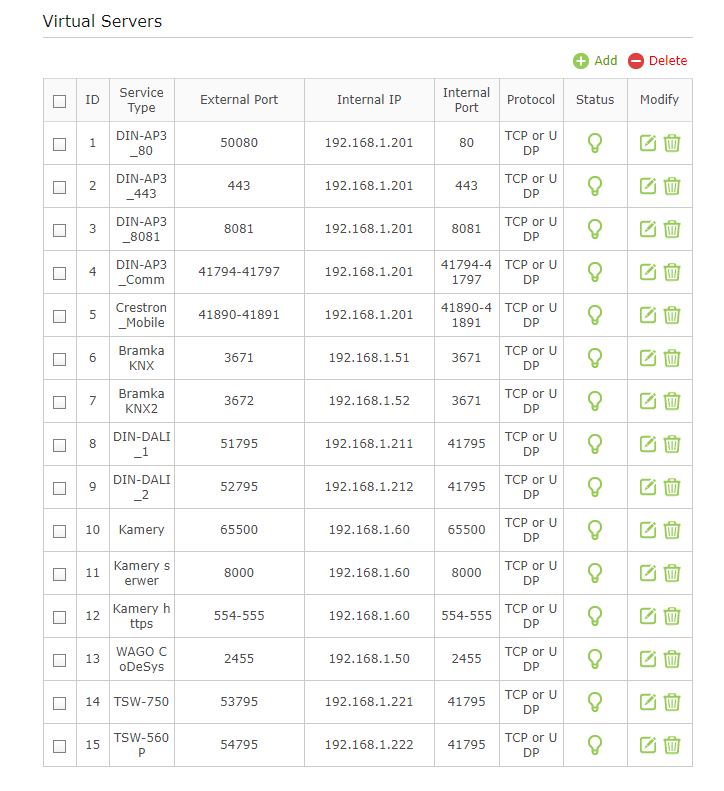 Virtual Servers
Add Delete
ID Service Type External Port Internal IP Internal Port Protocol Status Modify
1 DIN-AP3_80 50080 192.168.1.201 80 TCP or UDP
2 DIN-AP3_443 443 192.168.1.201 443 TCP or UDP
3 DIN-AP3_8081 8081 192.168.1.201 8081 TCP or UDP
4 DIN-AP3_Comm 41794-41797 192.168.1.201 41794-41797 TCP or UDP
5 Crestron_Mobile 41890-41891 192.168.1.201 41890-41891 TCP or UDP
6 Bramka KNX 3671 192.168.1.51 3671 TCP or UDP
7 Bramka KNX2 3672 192.168.1.52 3671 TCP or UDP
8 DIN-DALI_1 51795 192.168.1.211 41795 TCP or UDP
9 DIN-DALI_2 52795 192.168.1.212 41795 TCP or UDP
10 Kamery 65500 192.168.1.60 65500 TCP or UDP
11 Kamery serwer 8000 192.168.1.60 8000 TCP or UDP
12 Kamery https 554-555 192.168.1.60 554-555 TCP or UDP
13 WAGO CoDeSys 2455 192.168.1.50 2455 TCP or UDP
14 TSW-750 53795 192.168.1.221 41795 TCP or UDP
15 TSW-560P 54795 192.168.1.222 41795 TCP or UDP